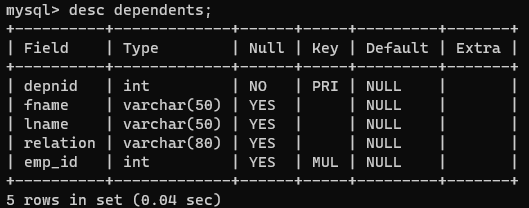 mysql> desc dependents;
+----------+-------------+------+-----+---------+-------+
| Field    | Type        | Null | Key | Default | Extra |
+----------+-------------+------+-----+---------+-------+
| depnid   | int         | NO   | PRI | NULL    |       |
| fname    | varchar(50) | YES  |     | NULL    |       |
| lname    | varchar(50) | YES  |     | NULL    |       |
| relation | varchar(80) | YES  |     | NULL    |       |
| emp_id   | int         | YES  | MUL | NULL    |       |
+----------+-------------+------+-----+---------+-------+
5 rows in set (0.04 sec)